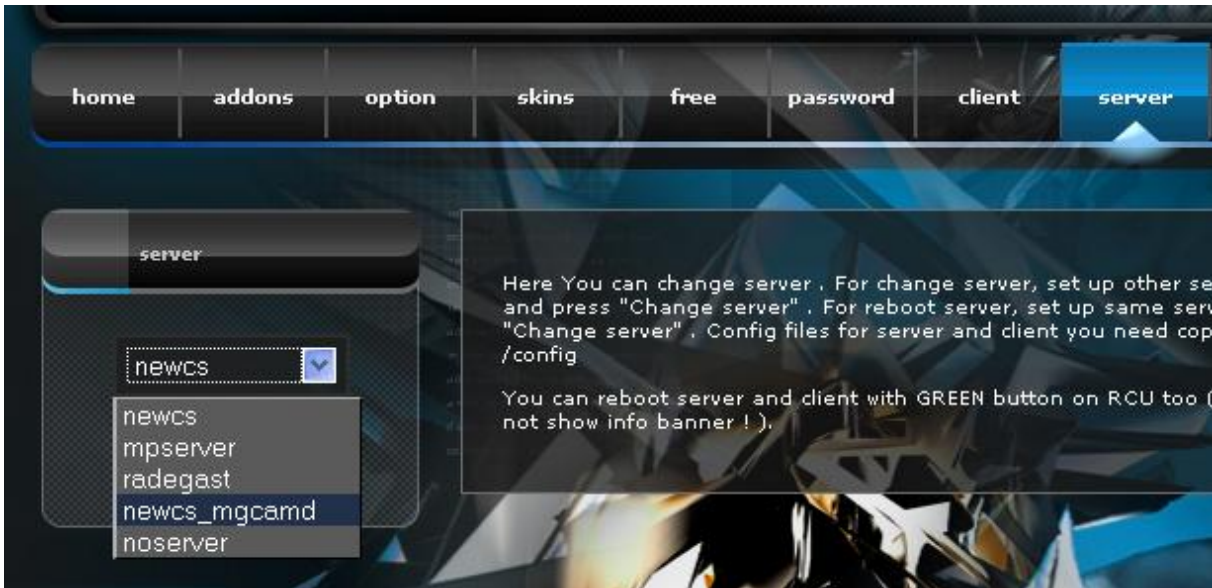 home addons option skins free password client server
server
Here You can change server . For change server, set up other se
and press "Change server" . For reboot server, set up same serv
"Change server" . Config files for server and client you need cop
/config
You can reboot server and client with GREEN button on RCU too (
not show info banner ! ).
newcs
newcs
mpserver
radegast
newcs_mgcamd
noserver